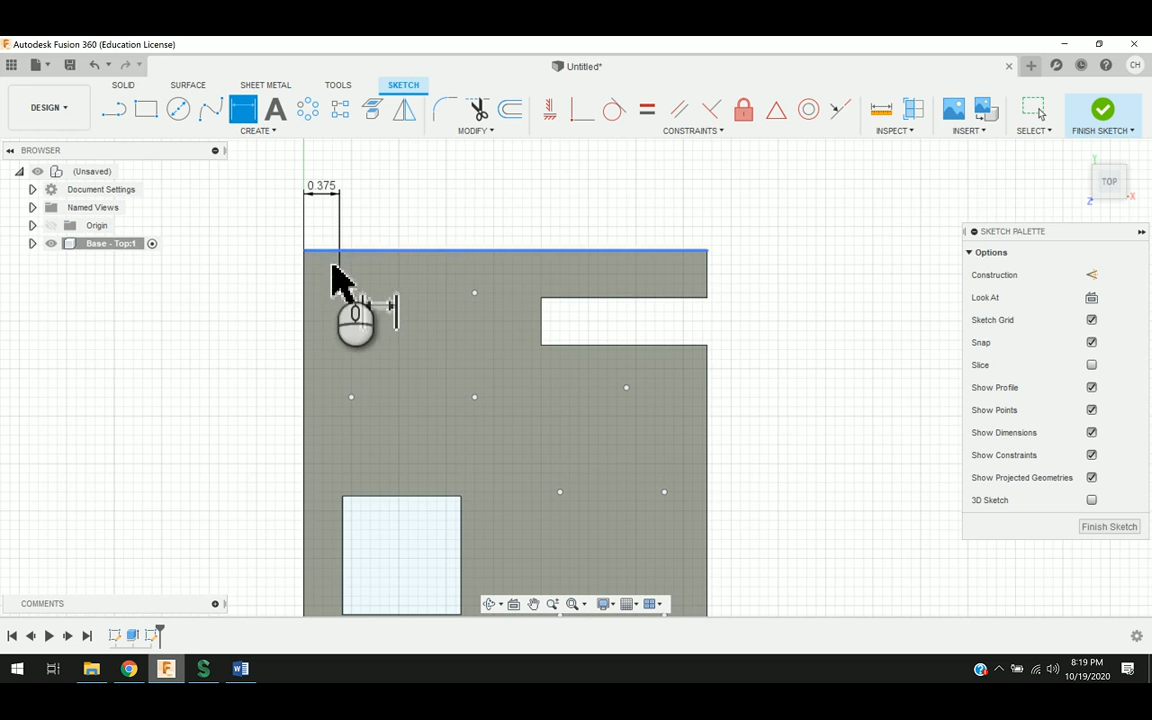 Autodesk Fusion 360 (Education License)
Untitled*
CH
DESIGN
SOLID SURFACE SHEET METAL TOOLS SKETCH
CREATE MODIFY CONSTRAINTS INSPECT INSERT SELECT FINISH SKETCH
BROWSER
(Unsaved)
Document Settings
Named Views
Origin
Base - Top:1
0.375
TOP
Y
X
Z
SKETCH PALETTE
Options
Construction
Look At
Sketch Grid
Snap
Slice
Show Profile
Show Points
Show Dimensions
Show Constraints
Show Projected Geometries
3D Sketch
Finish Sketch
COMMENTS
8:19 PM
10/19/2020